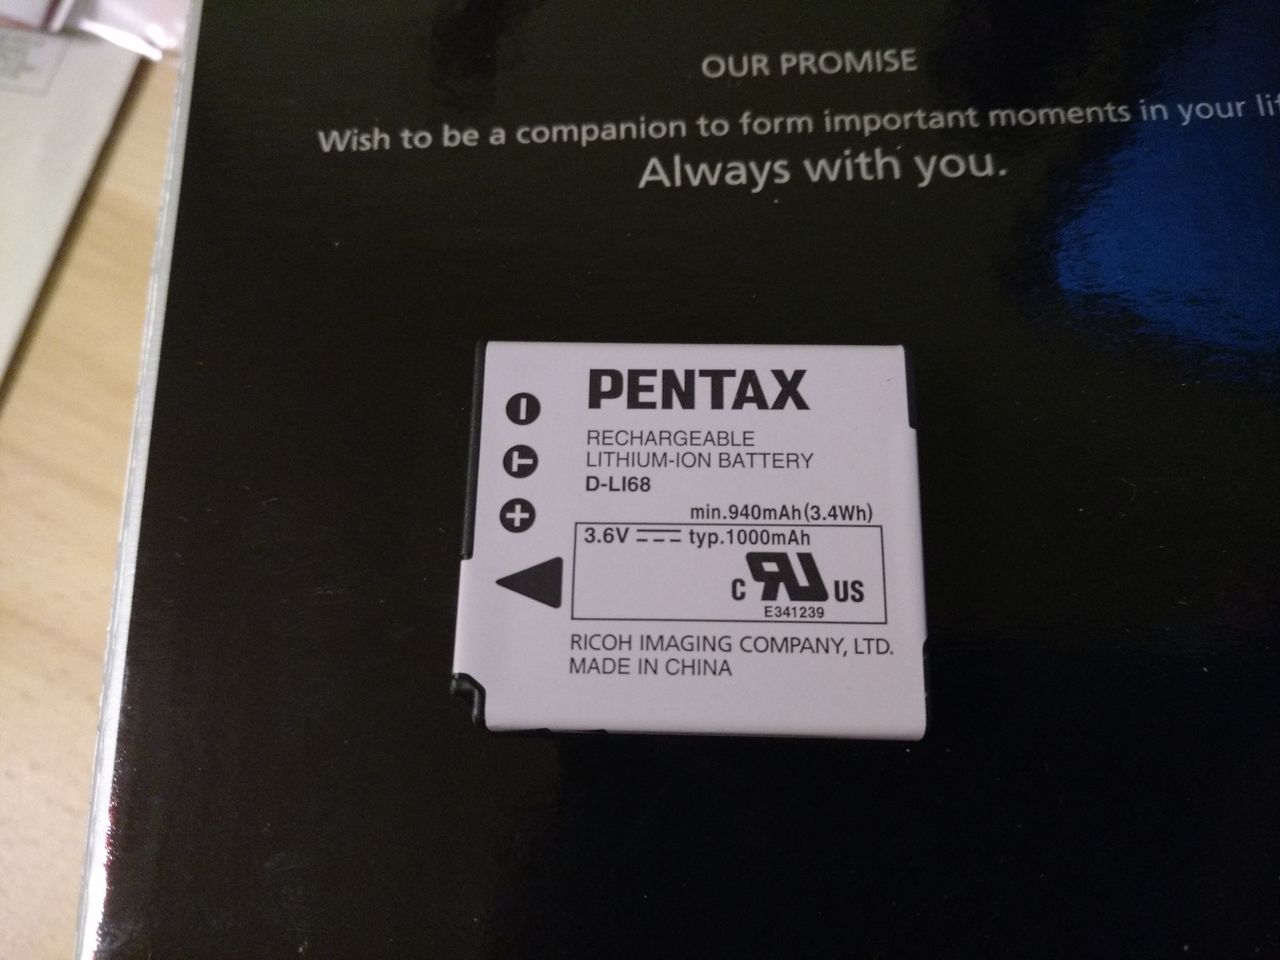 OUR PROMISE
Wish to be a companion to form important moments in your
Always with you.
PENTAX
RECHARGEABLE
LITHIUM-ION BATTERY
D-LI68
min.940mAh(3.4Wh)
3.6V typ.1000mAh
C RU US
E341239
RICOH IMAGING COMPANY, LTD.
MADE IN CHINA